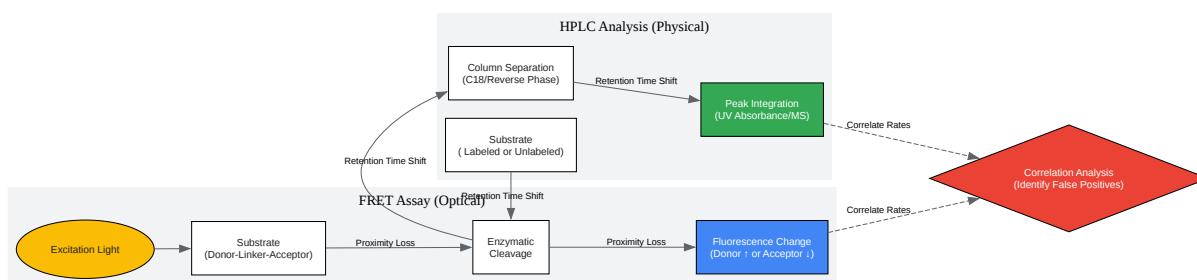 HPLC Analysis (Physical)
Column Separation
(C18/Reverse Phase)
Retention Time Shift
Peak Integration
(UV Absorbance/MS)
Correlate Rates
Substrate
( Labeled or Unlabeled)
Retention Time Shift
Retention Time Shift
Correlation Analysis
(Identify False Positives)
FRET Assay (Optical)
Correlate Rates
Excitation Light
Substrate
(Donor-Linker-Acceptor)
Proximity Loss
Enzymatic
Cleavage
Proximity Loss
Fluorescence Change
(Donor ↑ or Acceptor ↓)